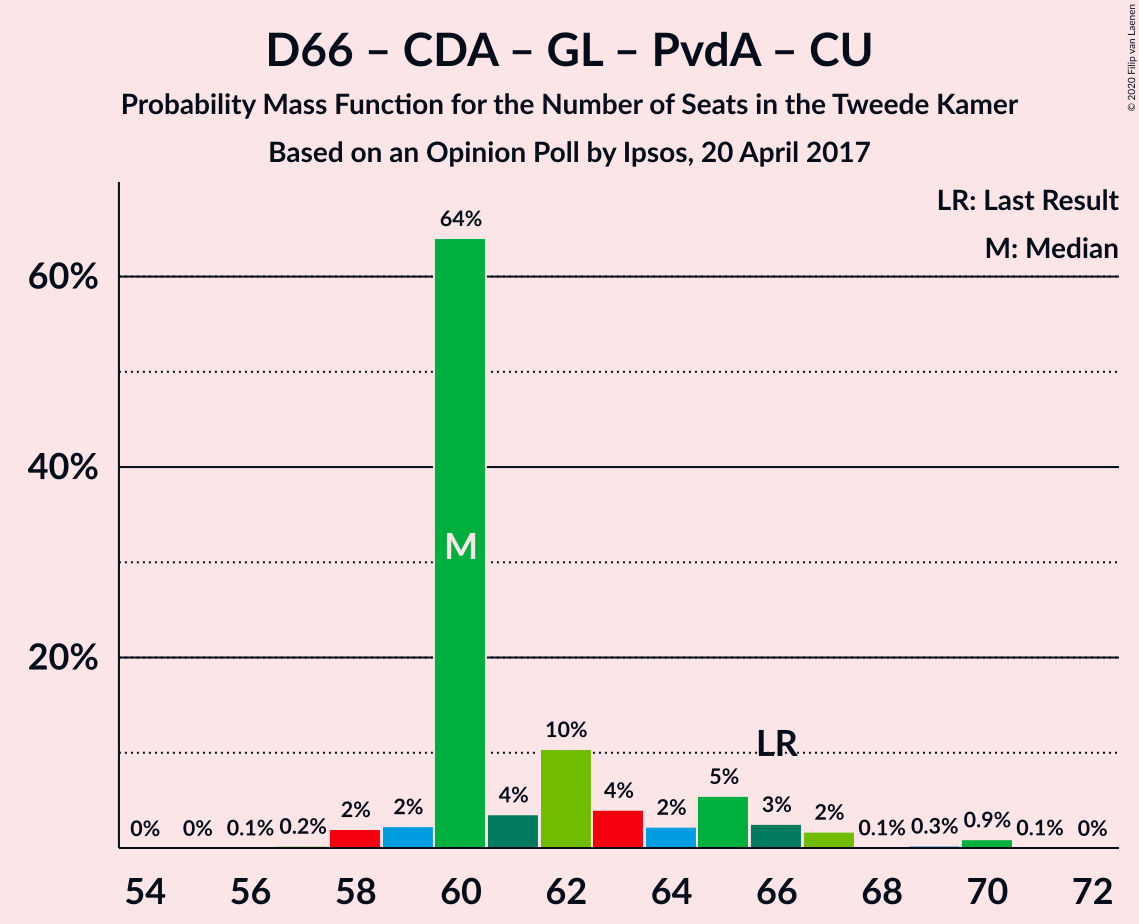 D66 – CDA – GL – PvdA – CU
Probability Mass Function for the Number of Seats in the Tweede Kamer
Based on an Opinion Poll by Ipsos, 20 April 2017
© 2020 Filip van Laenen
LR: Last Result
M: Median
60%
40%
20%
0%
0%
0.1%
0.2%
2%
2%
64%
M
4%
10%
4%
2%
5%
LR
3%
2%
0.1%
0.3%
0.9%
0.1%
0%
54 56 58 60 62 64 66 68 70 72